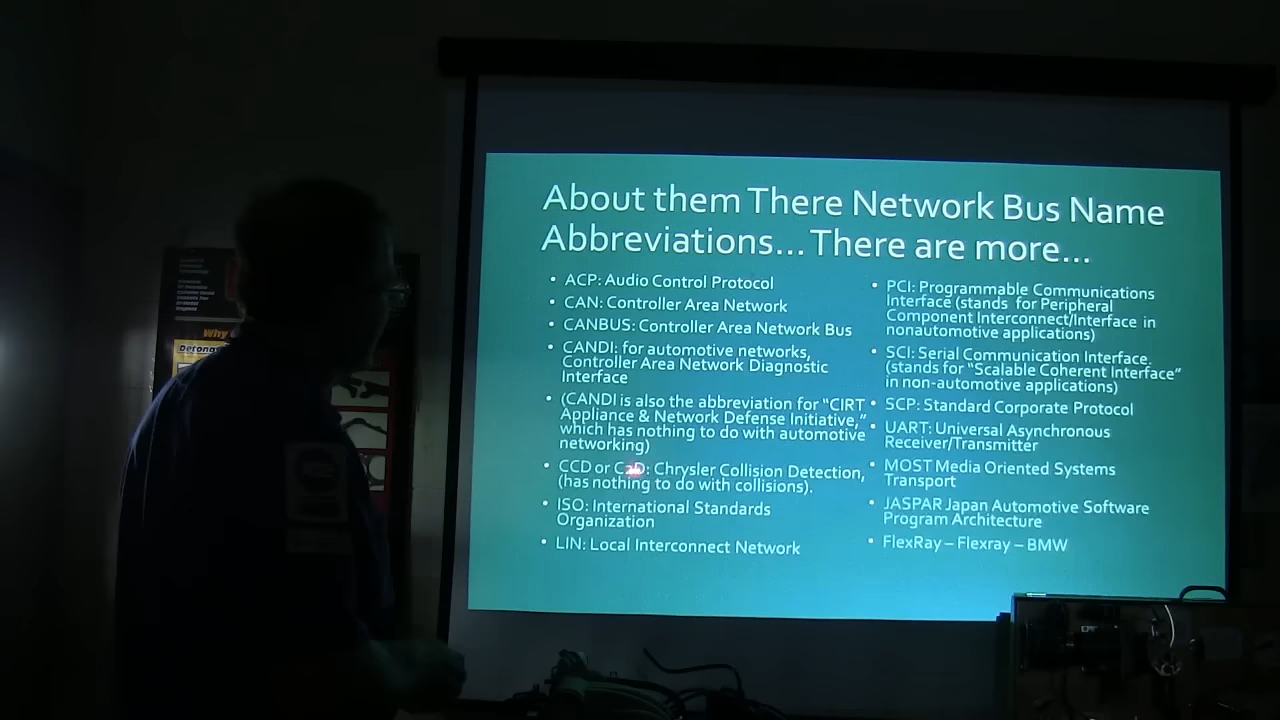 About them There Network Bus Name
Abbreviations... There are more...
• ACP: Audio Control Protocol
• CAN: Controller Area Network
• CANBUS: Controller Area Network Bus
• CANDI: for automotive networks,
Controller Area Network Diagnostic
Interface
• (CANDI is also the abbreviation for “CIRT
Appliance & Network Defense Initiative,”
which has nothing to do with automotive
networking)
• CCD or C2D: Chrysler Collision Detection,
(has nothing to do with collisions).
• ISO: International Standards
Organization
• LIN: Local Interconnect Network
• PCI: Programmable Communications
Interface (stands for Peripheral
Component Interconnect/Interface in
nonautomotive applications)
• SCI: Serial Communication Interface.
(stands for “Scalable Coherent Interface”
in non-automotive applications)
• SCP: Standard Corporate Protocol
• UART: Universal Asynchronous
Receiver/Transmitter
• MOST Media Oriented Systems
Transport
• JASPAR Japan Automotive Software
Program Architecture
• FlexRay – Flexray – BMW
Why